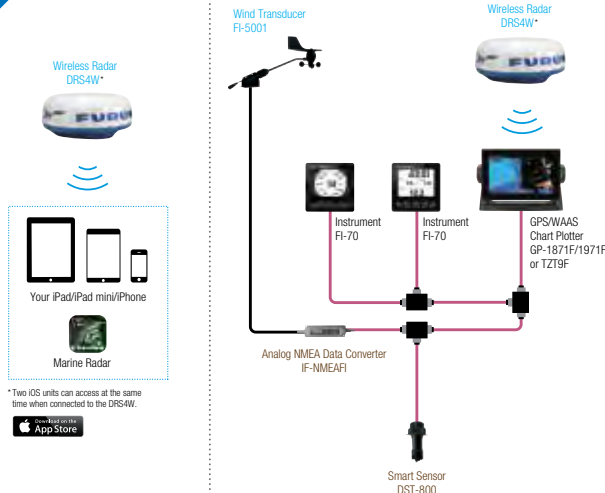 Wireless Radar
DRS4W*
Your iPad/iPad mini/iPhone
Marine Radar
* Two iOS units can access at the same
time when connected to the DRS4W.
Download on the
App Store
Wind Transducer
FI-5001
Wireless Radar
DRS4W*
Instrument
FI-70
Instrument
FI-70
GPS/WAAS
Chart Plotter
GP-1871F/1971F
or TZT9F
Analog NMEA Data Converter
IF-NMEAFI
Smart Sensor
DST-800